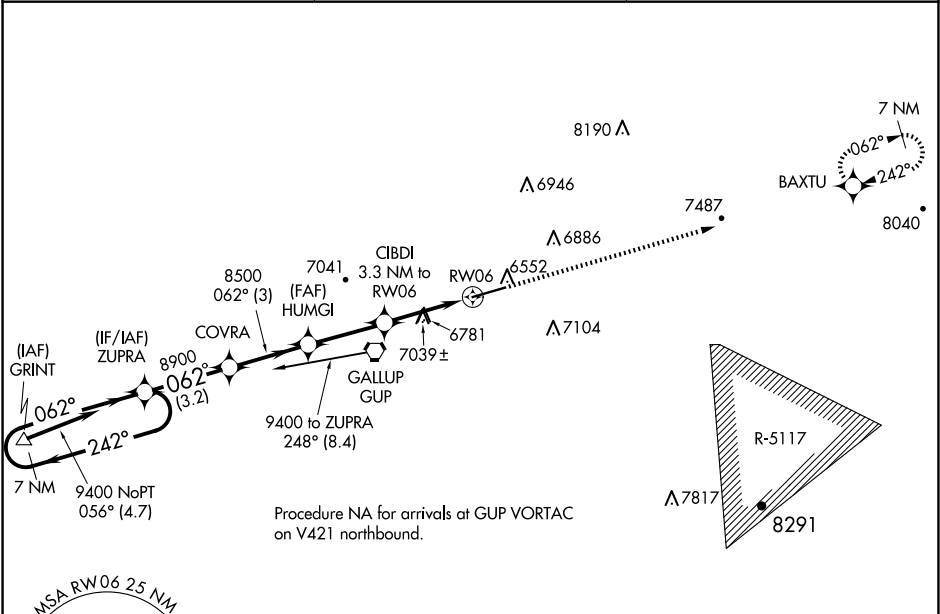 7 NM
062°
242°
BAXTU
8040
8190
6946
7487
6886
6552
7104
CIBDI
3.3 NM to
RW06
RW06
7041
8500
062° (3)
(FAF)
HUMGI
COVRA
6781
7039±
(IF/IAF)
ZUPRA
8900
062°
(3.2)
(IAF)
GRINT
062°
242°
7 NM
9400 NoPT
056° (4.7)
GALLUP
GUP
9400 to ZUPRA
248° (8.4)
R-5117
7817
8291
Procedure NA for arrivals at GUP VORTAC
on V421 northbound.
MSA RW06 25 NM